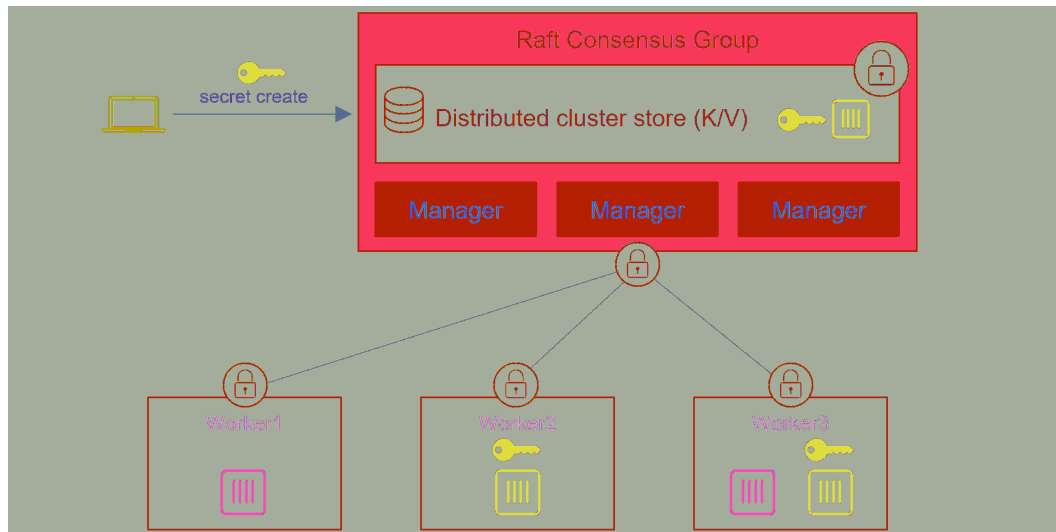 Raft Consensus Group
secret create
Distributed cluster store (K/V)
Manager
Manager
Manager
Worker1
Worker2
Worker3